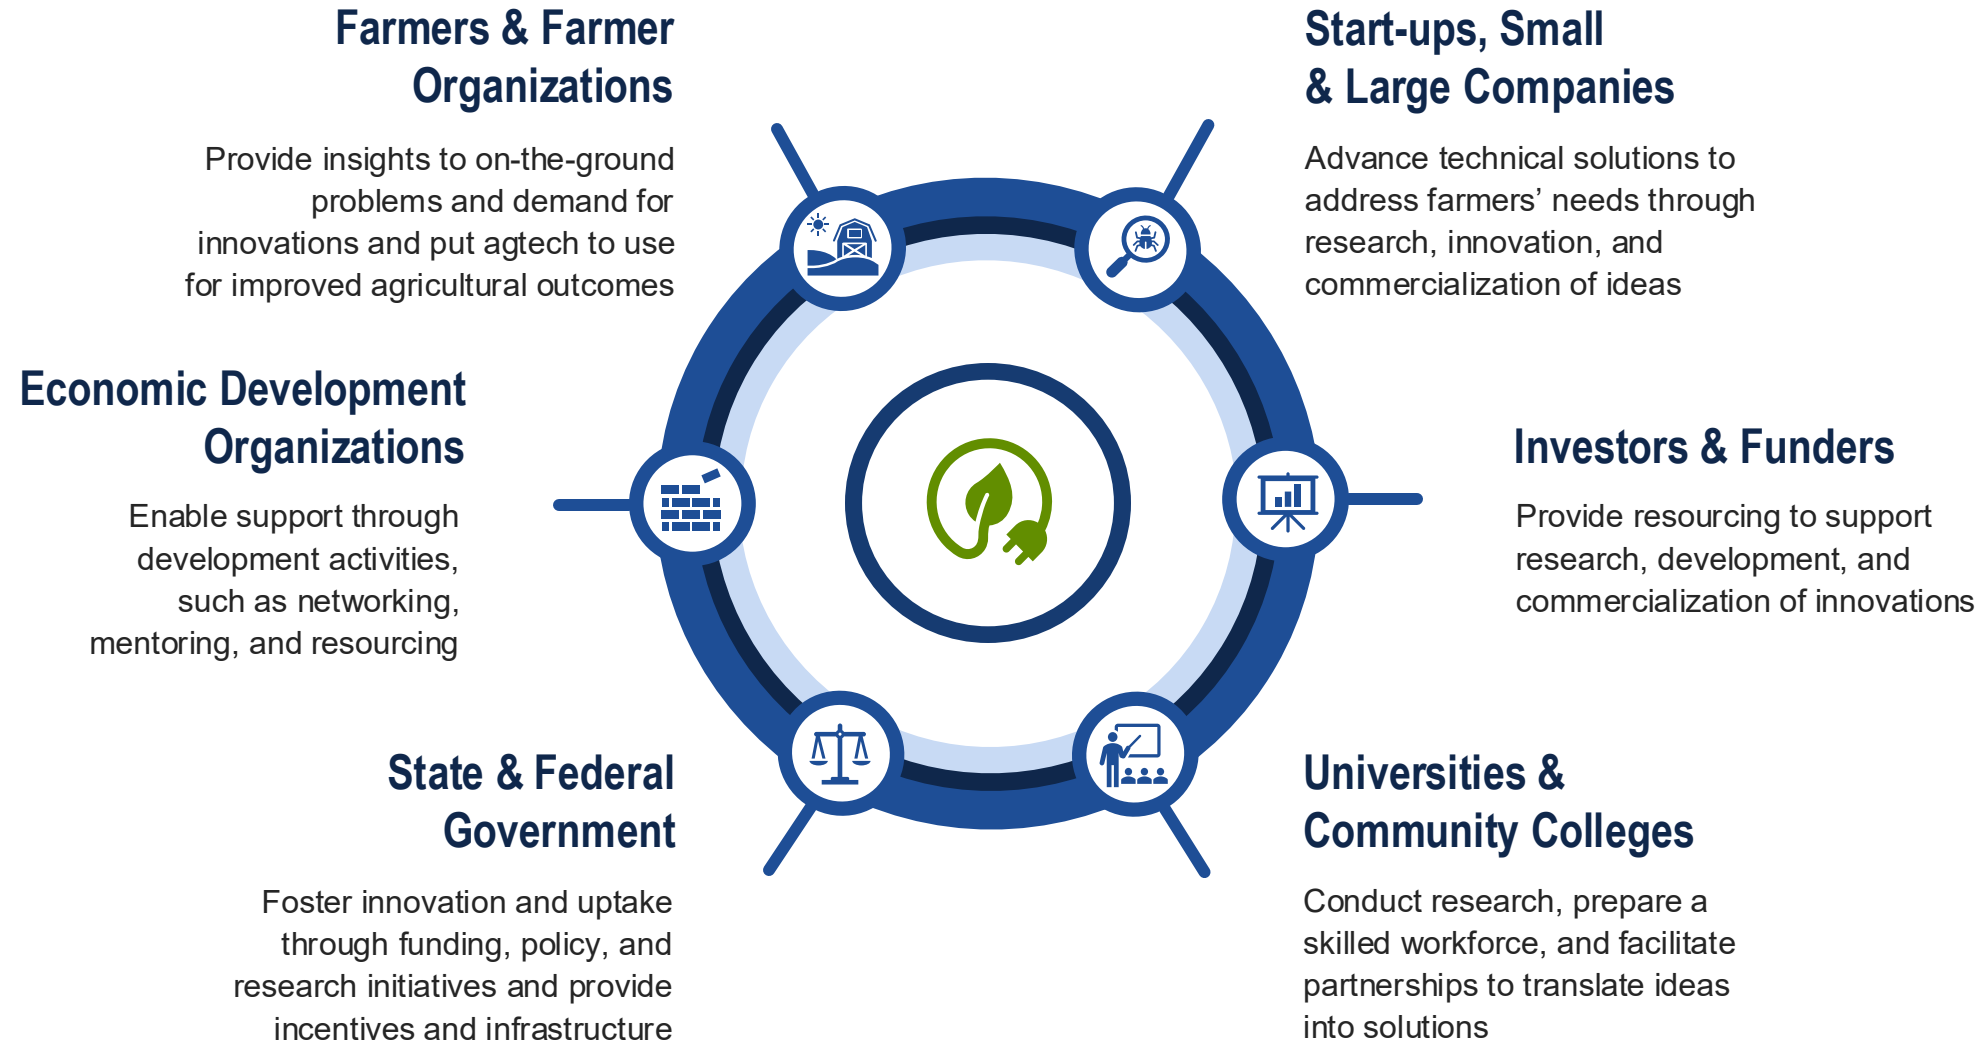 Farmers & Farmer
Organizations
Provide insights to on-the-ground
problems and demand for
innovations and put agtech to use
for improved agricultural outcomes
Start-ups, Small
& Large Companies
Advance technical solutions to
address farmers’ needs through
research, innovation, and
commercialization of ideas
Economic Development
Organizations
Enable support through
development activities,
such as networking,
mentoring, and resourcing
Investors & Funders
Provide resourcing to support
research, development, and
commercialization of innovations
State & Federal
Government
Foster innovation and uptake
through funding, policy, and
research initiatives and provide
incentives and infrastructure
Universities &
Community Colleges
Conduct research, prepare a
skilled workforce, and facilitate
partnerships to translate ideas
into solutions